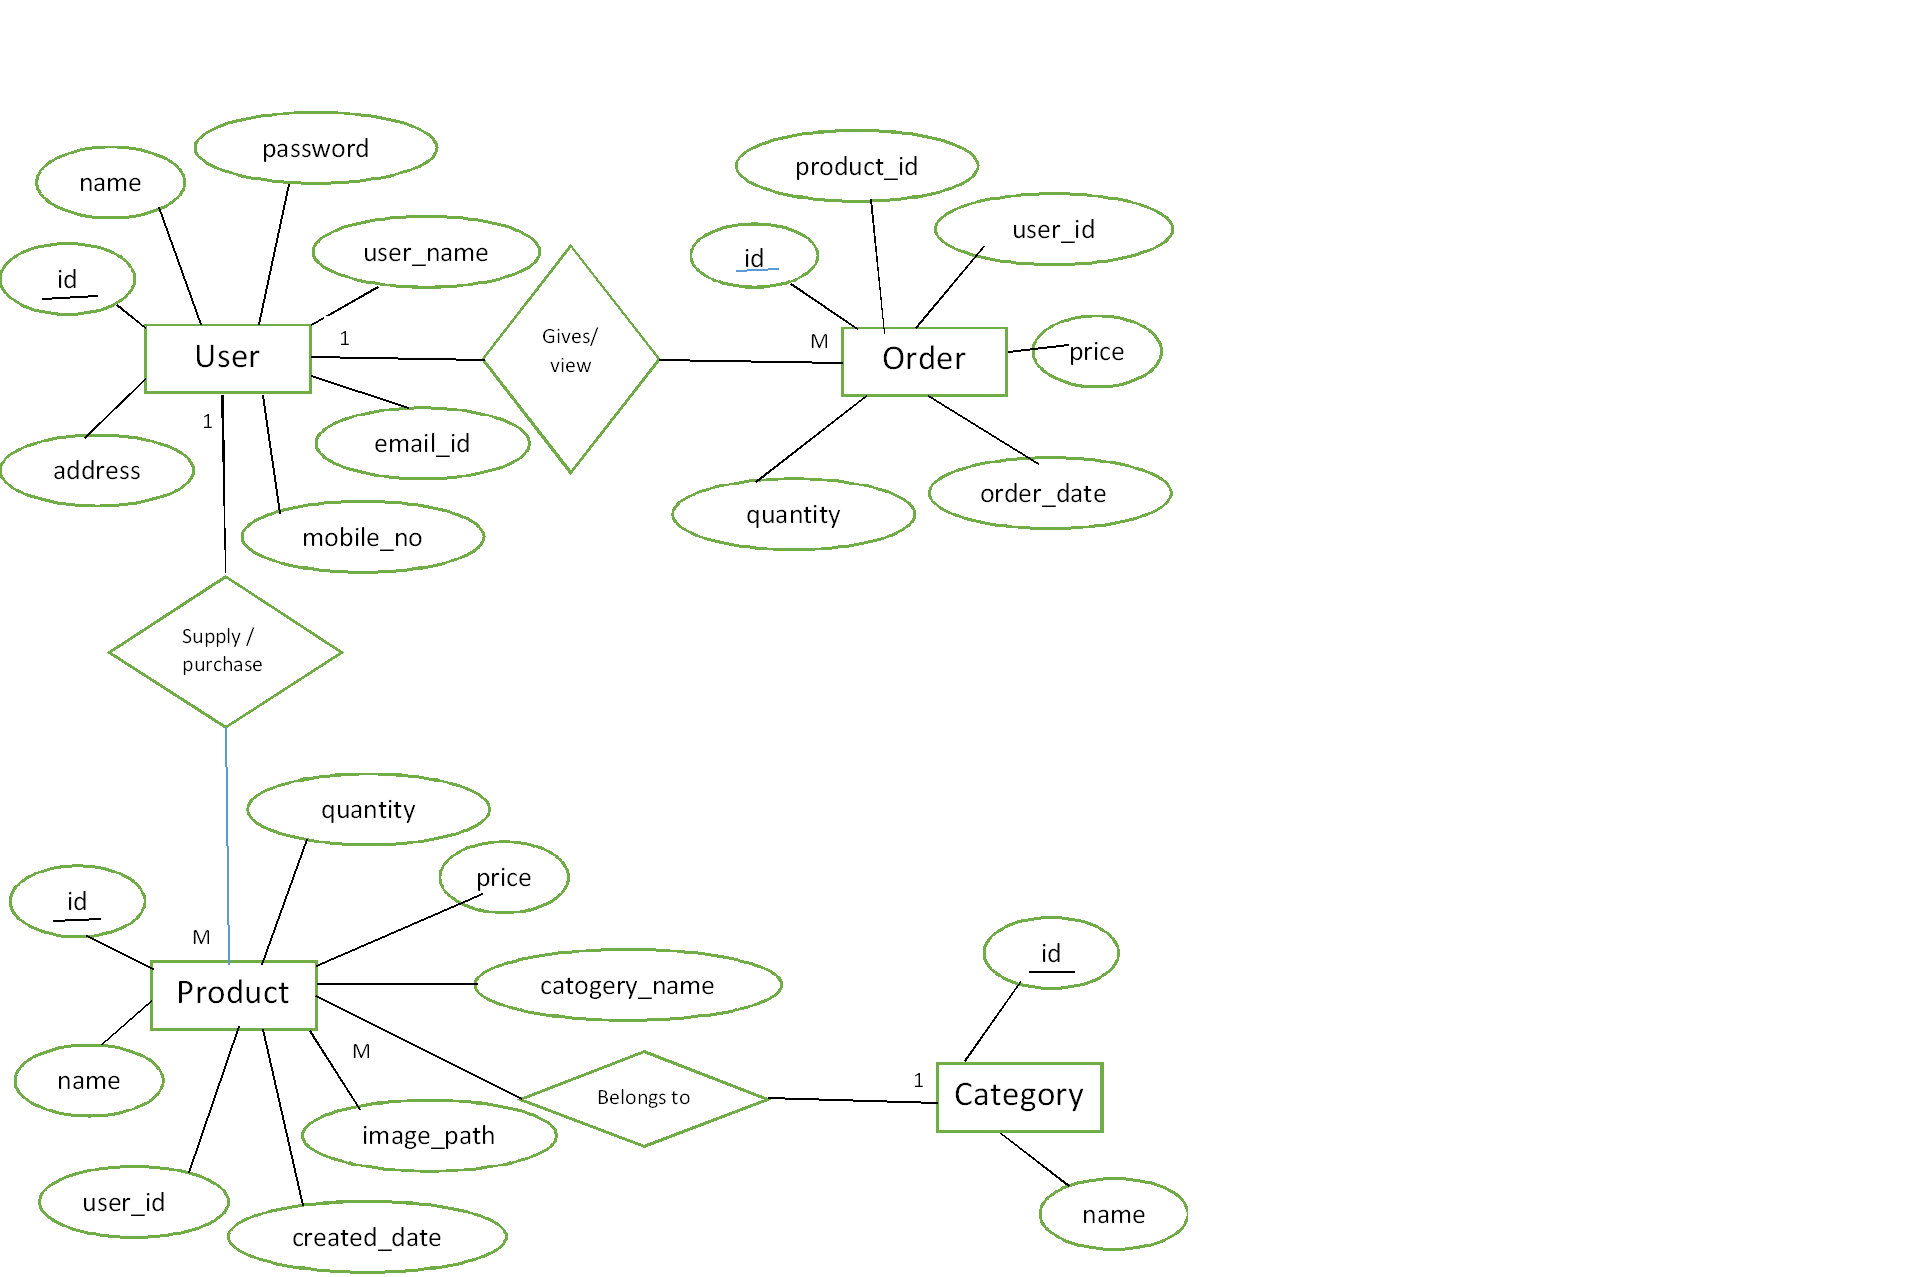 password
name
product_id
user_name
user_id
id
id
1
Gives/
view
M
User
Order
price
1
address
email_id
order_date
quantity
mobile_no
Supply /
purchase
quantity
price
id
M
id
Product
catogery_name
M
name
Belongs to
1
Category
image_path
user_id
name
created_date